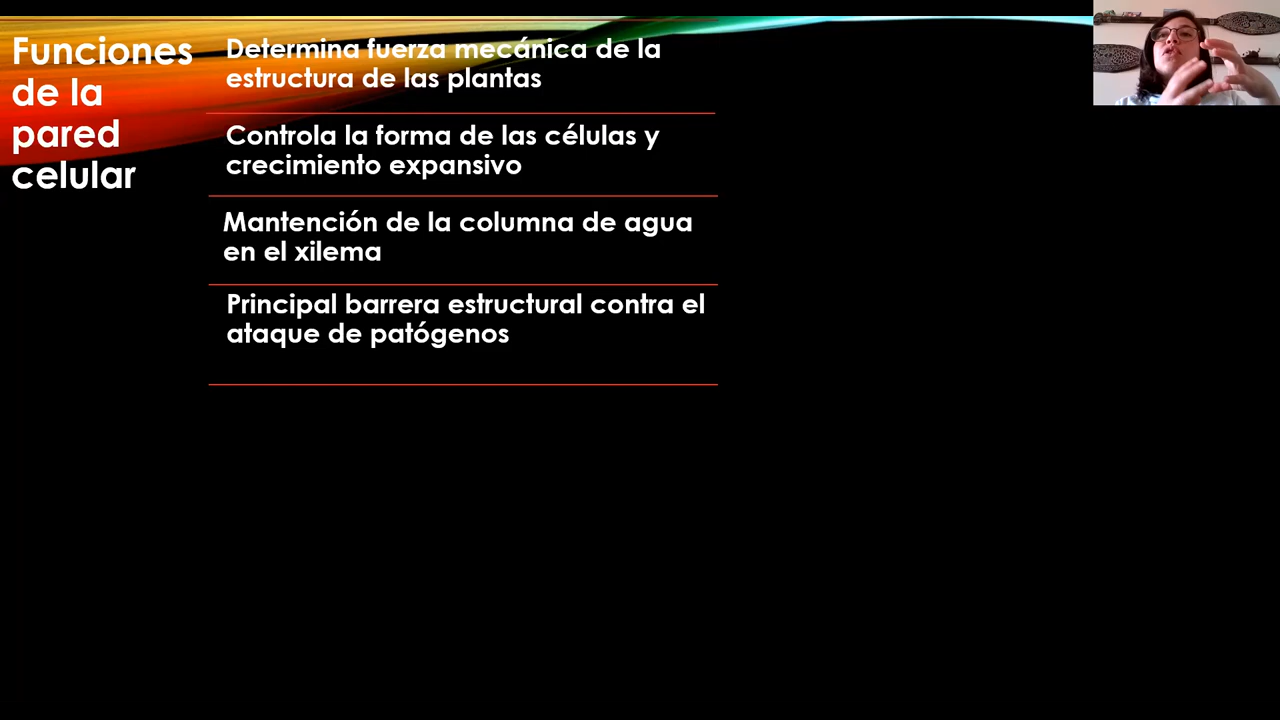 Funciones
de la
pared
celular
Determina fuerza mecánica de la
estructura de las plantas
Controla la forma de las células y
crecimiento expansivo
Mantención de la columna de agua
en el xilema
Principal barrera estructural contra el
ataque de patógenos